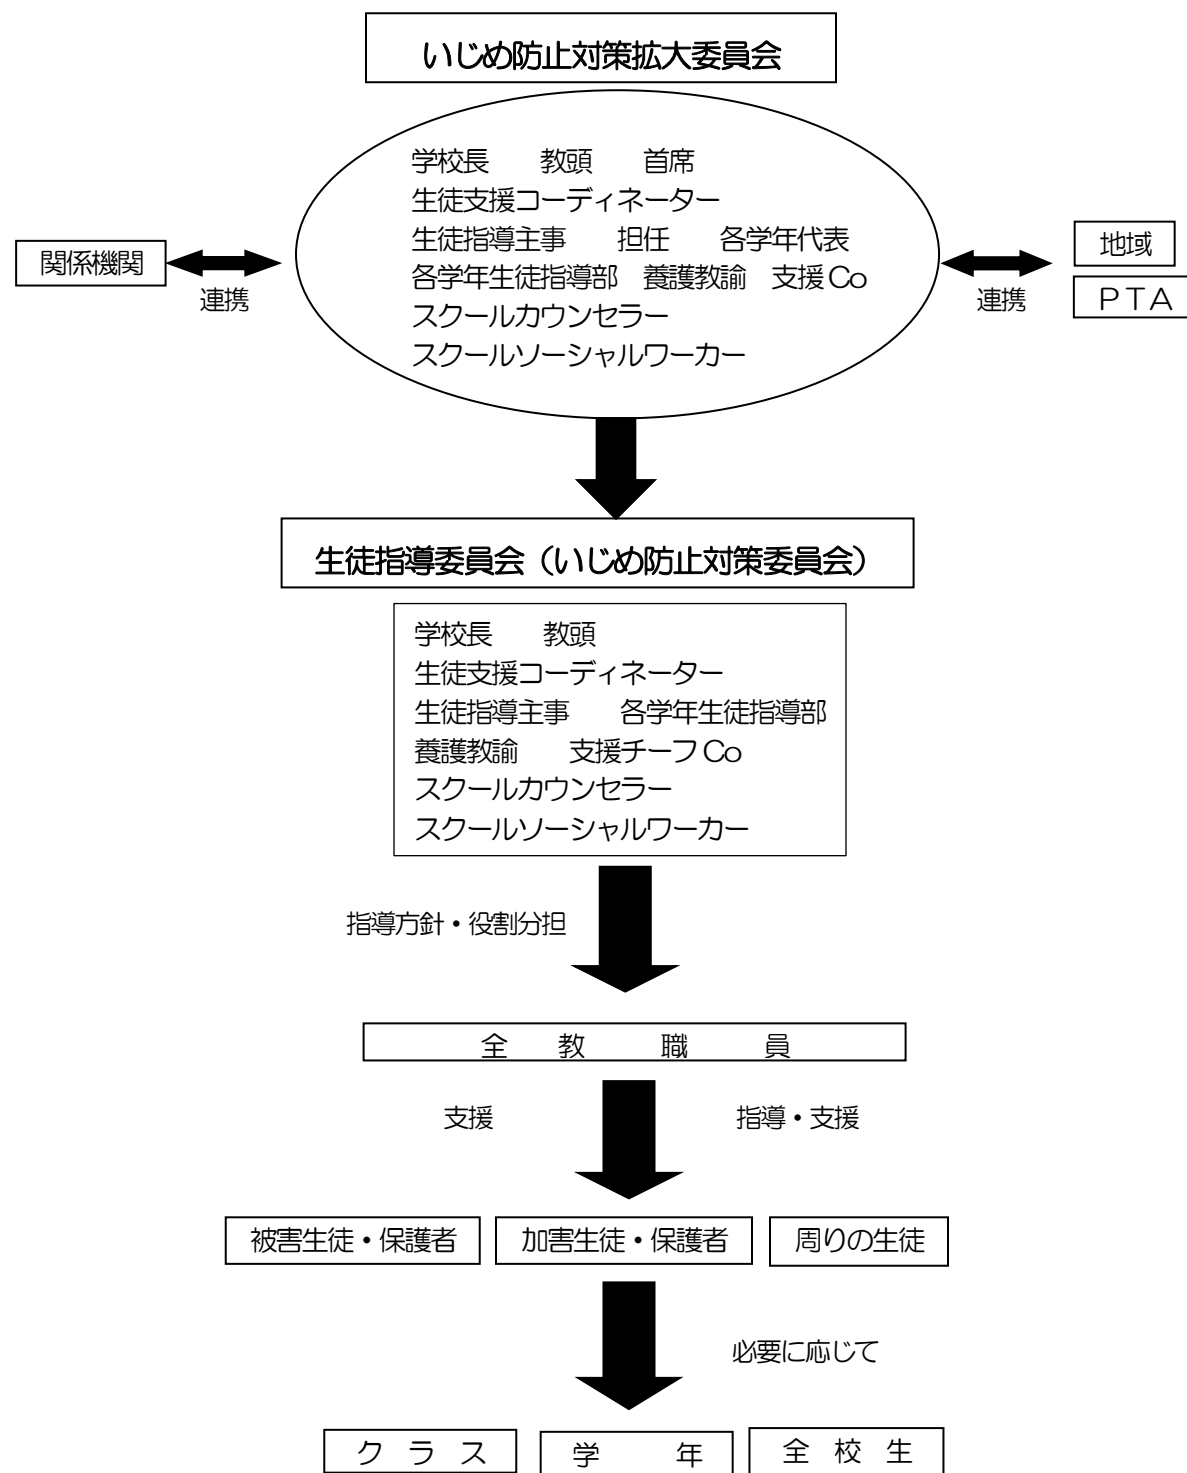 いじめ防止対策拡大委員会
学校長　　教頭　　首席
生徒支援コーディネーター
生徒指導主事　　担任　　各学年代表
各学年生徒指導部　養護教諭　支援Co
スクールカウンセラー
スクールソーシャルワーカー
関係機関
連携
地域
連携
PTA
生徒指導委員会（いじめ防止対策委員会）
学校長　　教頭
生徒支援コーディネーター
生徒指導主事　　各学年生徒指導部
養護教諭　　支援チーフCo
スクールカウンセラー
スクールソーシャルワーカー
指導方針・役割分担
全　教　職　員
支援　指導・支援
被害生徒・保護者　加害生徒・保護者　周りの生徒
必要に応じて
クラス　学　年　全校生